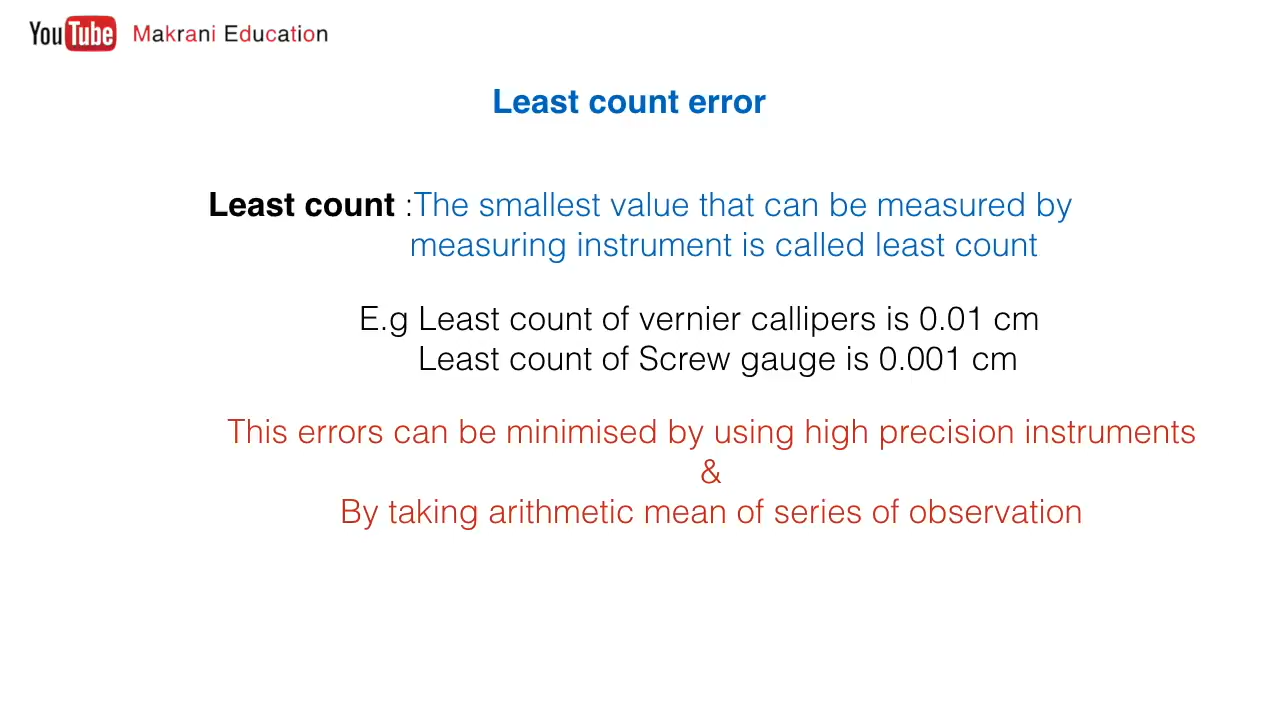 YouTube Makrani Education
Least count error
Least count :The smallest value that can be measured by
measuring instrument is called least count
E.g Least count of vernier callipers is 0.01 cm
Least count of Screw gauge is 0.001 cm
This errors can be minimised by using high precision instruments
&
By taking arithmetic mean of series of observation